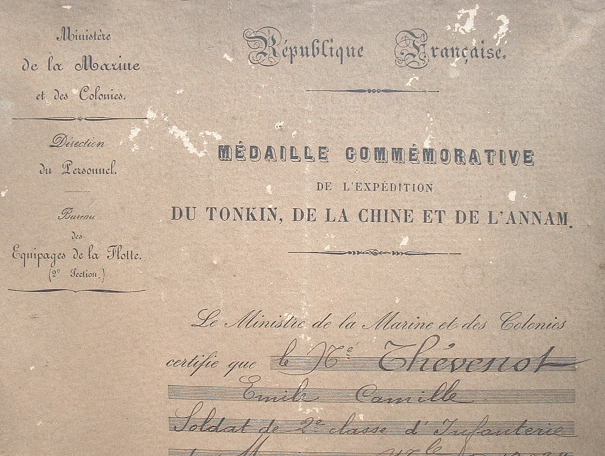 Ministère
de la Marine
et des Colonies.
Direction
du Personnel.
Bureau
des
Equipages de la Flotte.
(2e Section.)
République Française.
MÉDAILLE COMMÉMORATIVE
DE L'EXPÉDITION
DU TONKIN, DE LA CHINE ET DE L'ANNAM.
Le Ministre de la Marine et des Colonies
certifie que le Né Thévenot
Emile Camille
Soldat de 2e classe d'Infanterie